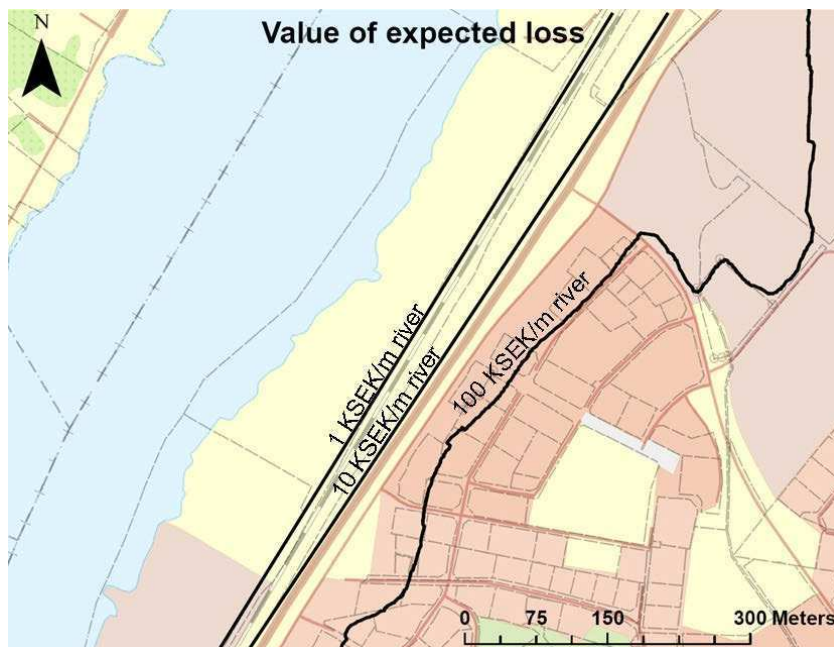 N
Value of expected loss
1 KSEK/m river
10 KSEK/m river
100 KSEK/m river
0 75 150 300 Meters